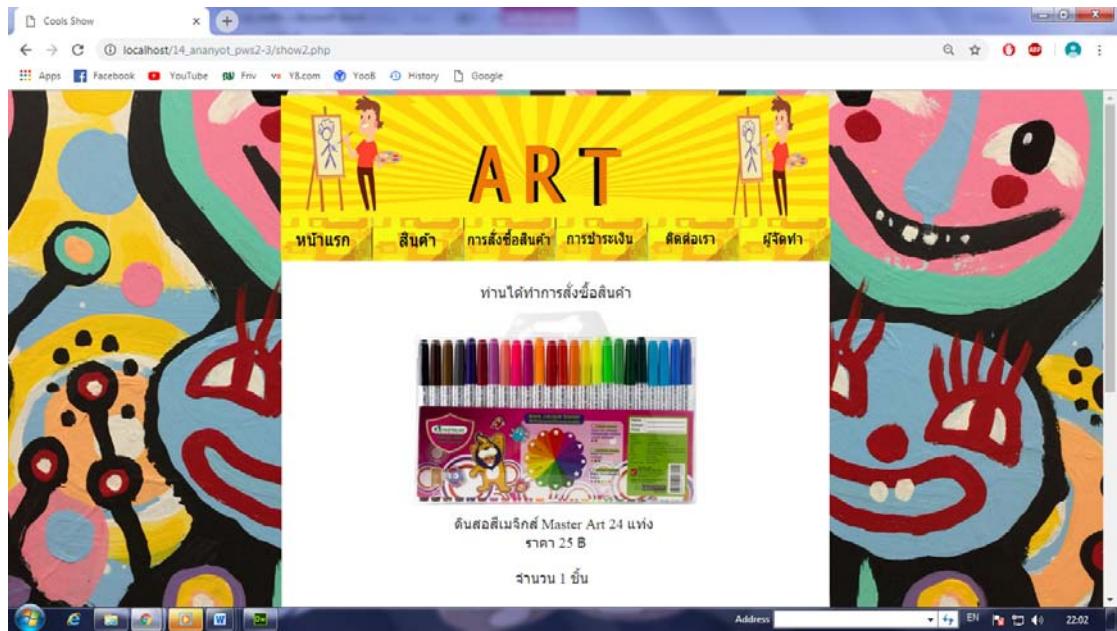 Cools Show
localhost/14_ananyot_pws2-3/show2.php
Apps Facebook YouTube Friv Y8.com YooB History Google
ART
หน้าแรก สินค้า การสั่งซื้อสินค้า การชำระเงิน ติดต่อเรา ผู้จัดทำ
ท่านได้ทำการสั่งซื้อสินค้า
ดินสอสีเมจิกส์ Master Art 24 แท่ง
ราคา 25 ฿
จำนวน 1 ชิ้น
Address EN 22:02